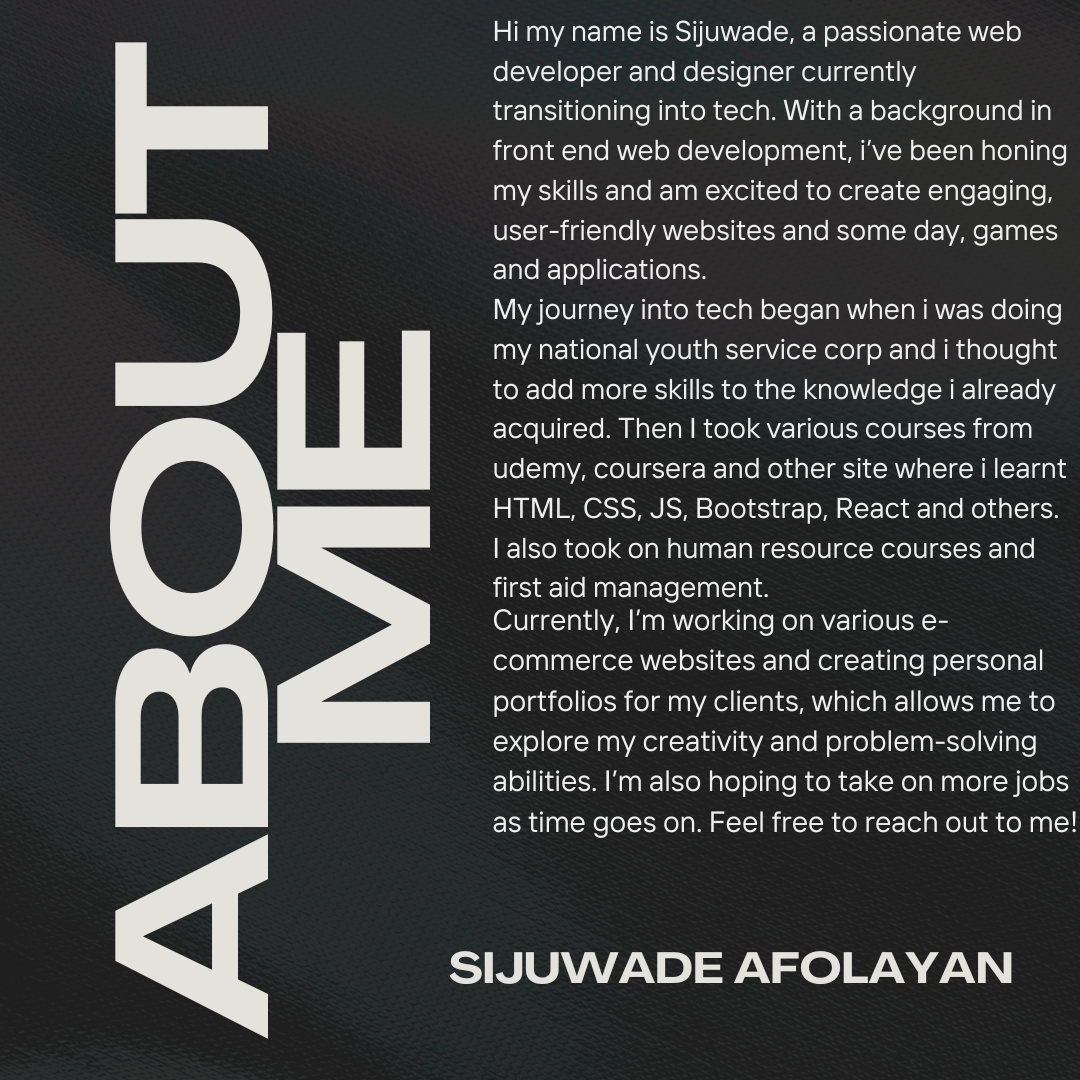 ABOUT
ME
Hi my name is Sijuwade, a passionate web
developer and designer currently
transitioning into tech. With a background in
front end web development, i've been honing
my skills and am excited to create engaging,
user-friendly websites and some day, games
and applications.
My journey into tech began when i was doing
my national youth service corp and i thought
to add more skills to the knowledge i already
acquired. Then I took various courses from
udemy, coursera and other site where i learnt
HTML, CSS, JS, Bootstrap, React and others.
I also took on human resource courses and
first aid management.
Currently, I'm working on various e-
commerce websites and creating personal
portfolios for my clients, which allows me to
explore my creativity and problem-solving
abilities. I'm also hoping to take on more jobs
as time goes on. Feel free to reach out to me!
SIJUWADE AFOLAYAN